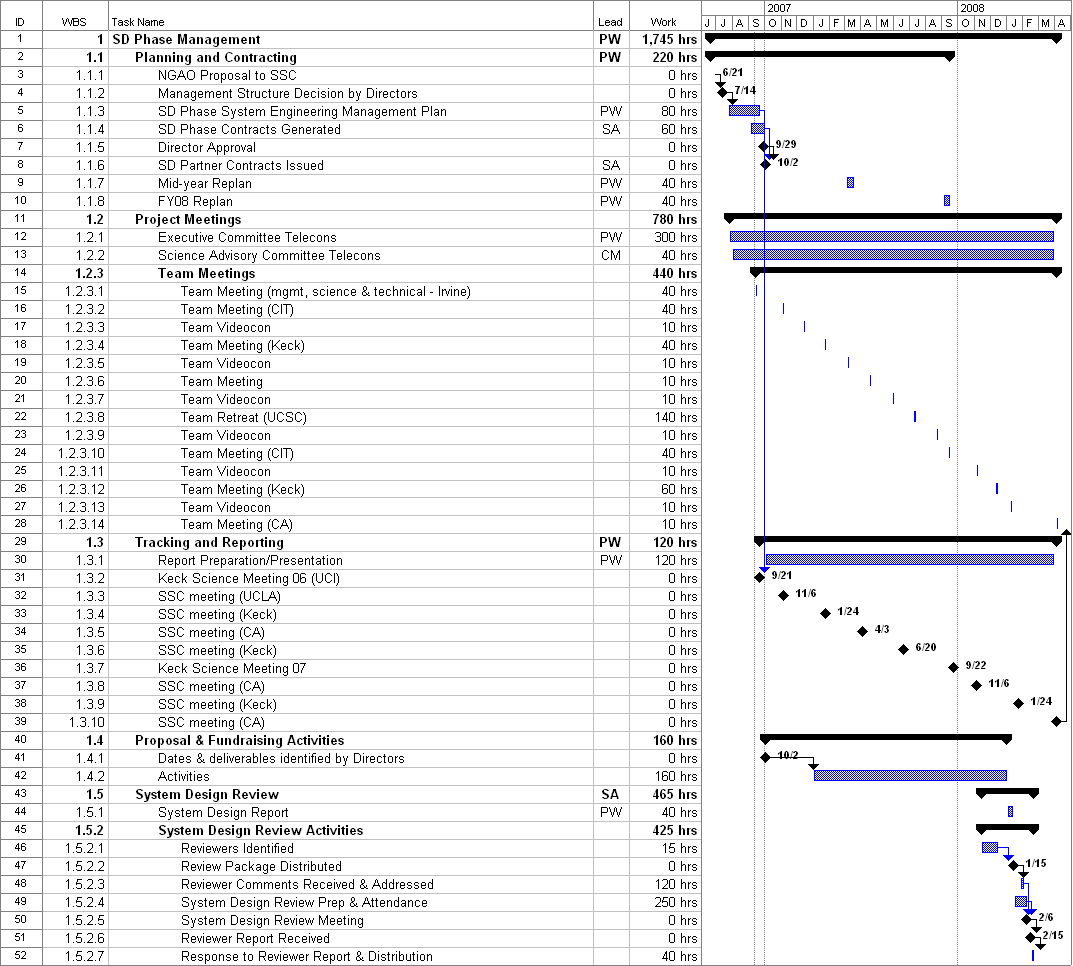 2007 2008
ID WBS Task Name Lead Work J J A S O N D J F M A M J J A S O N D J F M A
1 1 SD Phase Management PW 1,745 hrs
2 1.1 Planning and Contracting PW 220 hrs
3 1.1.1 NGAO Proposal to SSC 0 hrs 6/21
4 1.1.2 Management Structure Decision by Directors 0 hrs 7/14
5 1.1.3 SD Phase System Engineering Management Plan PW 80 hrs
6 1.1.4 SD Phase Contracts Generated SA 60 hrs
7 1.1.5 Director Approval 0 hrs 9/29
8 1.1.6 SD Partner Contracts Issued SA 0 hrs 10/2
9 1.1.7 Mid-year Replan PW 40 hrs
10 1.1.8 FY08 Replan PW 40 hrs
11 1.2 Project Meetings 780 hrs
12 1.2.1 Executive Committee Telecons PW 300 hrs
13 1.2.2 Science Advisory Committee Telecons CM 40 hrs
14 1.2.3 Team Meetings 440 hrs
15 1.2.3.1 Team Meeting (mgmt, science & technical - Irvine) 40 hrs
16 1.2.3.2 Team Meeting (CIT) 40 hrs
17 1.2.3.3 Team Videocon 10 hrs
18 1.2.3.4 Team Meeting (Keck) 40 hrs
19 1.2.3.5 Team Videocon 10 hrs
20 1.2.3.6 Team Meeting 10 hrs
21 1.2.3.7 Team Videocon 10 hrs
22 1.2.3.8 Team Retreat (UCSC) 140 hrs
23 1.2.3.9 Team Videocon 10 hrs
24 1.2.3.10 Team Meeting (CIT) 40 hrs
25 1.2.3.11 Team Videocon 10 hrs
26 1.2.3.12 Team Meeting (Keck) 60 hrs
27 1.2.3.13 Team Videocon 10 hrs
28 1.2.3.14 Team Meeting (CA) 10 hrs
29 1.3 Tracking and Reporting PW 120 hrs
30 1.3.1 Report Preparation/Presentation PW 120 hrs
31 1.3.2 Keck Science Meeting 06 (UCI) 0 hrs 9/21
32 1.3.3 SSC meeting (UCLA) 0 hrs 11/6
33 1.3.4 SSC meeting (Keck) 0 hrs 1/24
34 1.3.5 SSC meeting (CA) 0 hrs 4/3
35 1.3.6 SSC meeting (Keck) 0 hrs 6/20
36 1.3.7 Keck Science Meeting 07 0 hrs 9/22
37 1.3.8 SSC meeting (CA) 0 hrs 11/6
38 1.3.9 SSC meeting (Keck) 0 hrs 1/24
39 1.3.10 SSC meeting (CA) 0 hrs
40 1.4 Proposal & Fundraising Activities 160 hrs
41 1.4.1 Dates & deliverables identified by Directors 0 hrs 10/2
42 1.4.2 Activities 160 hrs
43 1.5 System Design Review SA 465 hrs
44 1.5.1 System Design Report PW 40 hrs
45 1.5.2 System Design Review Activities 425 hrs
46 1.5.2.1 Reviewers Identified 15 hrs
47 1.5.2.2 Review Package Distributed 0 hrs 1/15
48 1.5.2.3 Reviewer Comments Received & Addressed 120 hrs
49 1.5.2.4 System Design Review Prep & Attendance 250 hrs
50 1.5.2.5 System Design Review Meeting 0 hrs 2/6
51 1.5.2.6 Reviewer Report Received 0 hrs 2/15
52 1.5.2.7 Response to Reviewer Report & Distribution 40 hrs